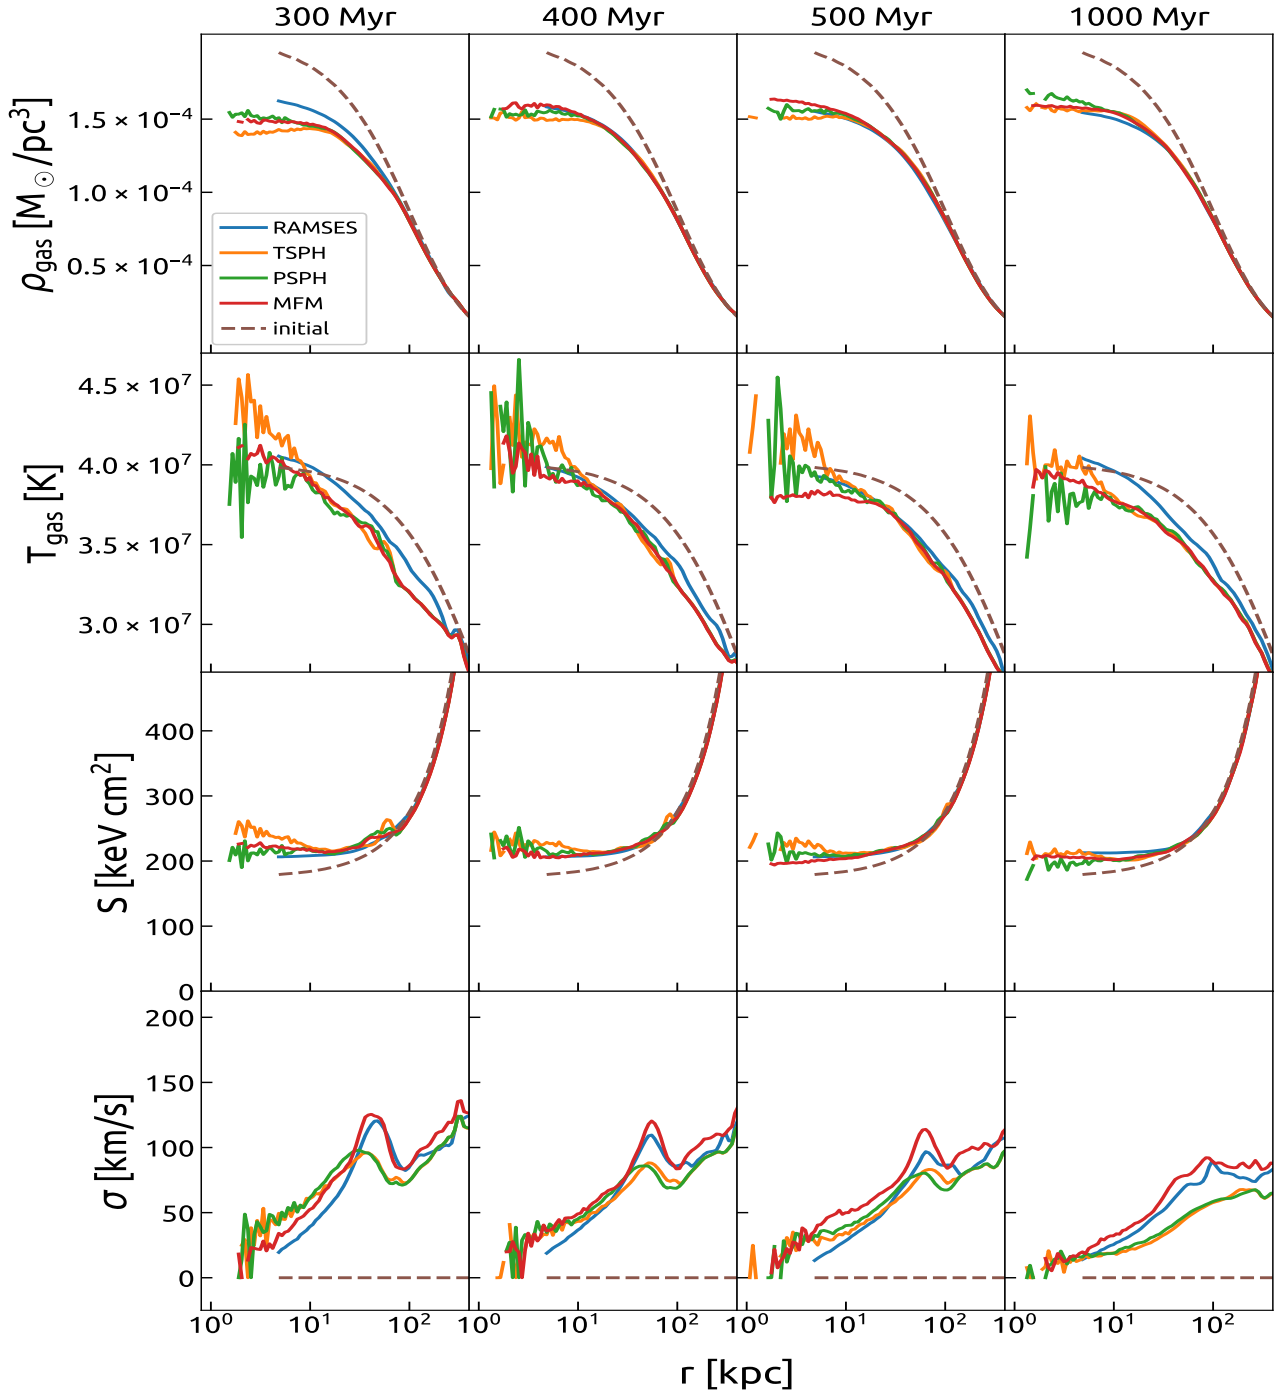 300 Myr 400 Myr 500 Myr 1000 Myr
ρgas [M☉/pc³]
1.5 × 10⁻⁴
1.0 × 10⁻⁴
0.5 × 10⁻⁴
RAMSES
TSPH
PSPH
MFM
initial
Tgas [K]
4.5 × 10⁷
4.0 × 10⁷
3.5 × 10⁷
3.0 × 10⁷
S [keV cm²]
400
300
200
100
0
σ [km/s]
200
150
100
50
0
10⁰ 10¹ 10² 10⁰ 10¹ 10² 10⁰ 10¹ 10² 10⁰ 10¹ 10²
r [kpc]